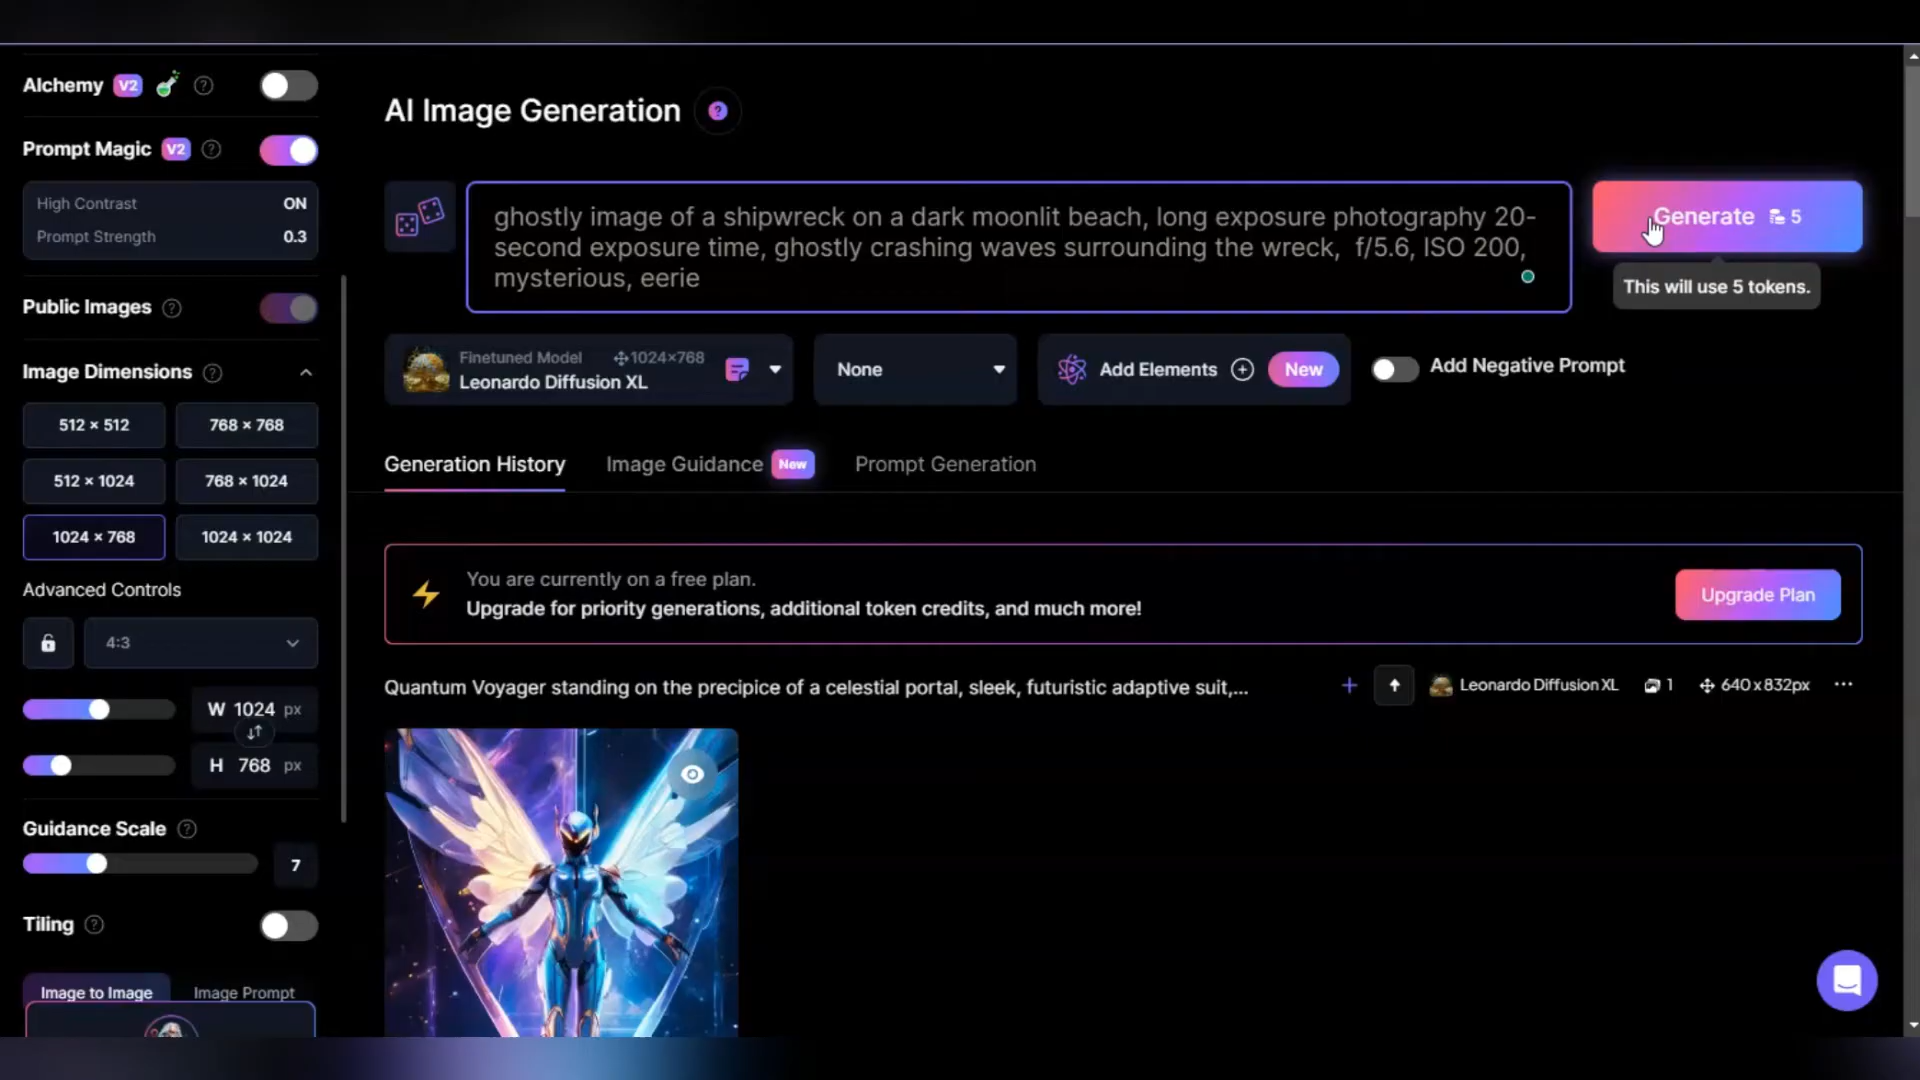 Alchemy V2
Prompt Magic V2
High Contrast ON
Prompt Strength 0.3
Public Images
Image Dimensions
512 × 512 768 × 768
512 × 1024 768 × 1024
1024 × 768 1024 × 1024
Advanced Controls
4:3
W 1024 px
H 768 px
Guidance Scale
7
Tiling
Image to Image Image Prompt
AI Image Generation ?
ghostly image of a shipwreck on a dark moonlit beach, long exposure photography 20-
second exposure time, ghostly crashing waves surrounding the wreck, f/5.6, ISO 200,
mysterious, eerie
Generate 5
This will use 5 tokens.
Finetuned Model 1024×768
Leonardo Diffusion XL
None
Add Elements New
Add Negative Prompt
Generation History Image Guidance New Prompt Generation
You are currently on a free plan.
Upgrade for priority generations, additional token credits, and much more!
Upgrade Plan
Quantum Voyager standing on the precipice of a celestial portal, sleek, futuristic adaptive suit,...
Leonardo Diffusion XL 1 640 x 832px